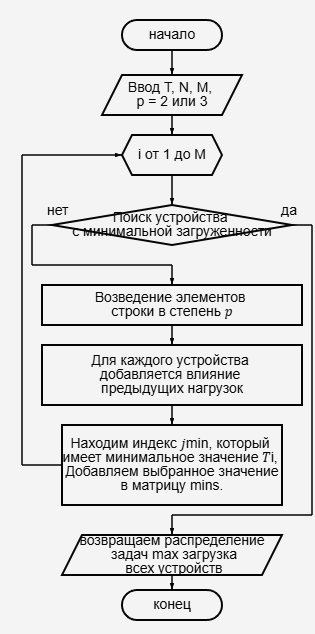 начало
Ввод T, N, M,
p = 2 или 3
i от 1 до M
нет
да
Поиск устройства
с минимальной загруженности
Возведение элементов
строки в степень p
Для каждого устройства
добавляется влияние
предыдущих нагрузок
Находим индекс jmin, который
имеет минимальное значение Ti,
Добавляем выбранное значение
в матрицу mins.
возвращаем распределение
задач max загрузка
всех устройств
конец